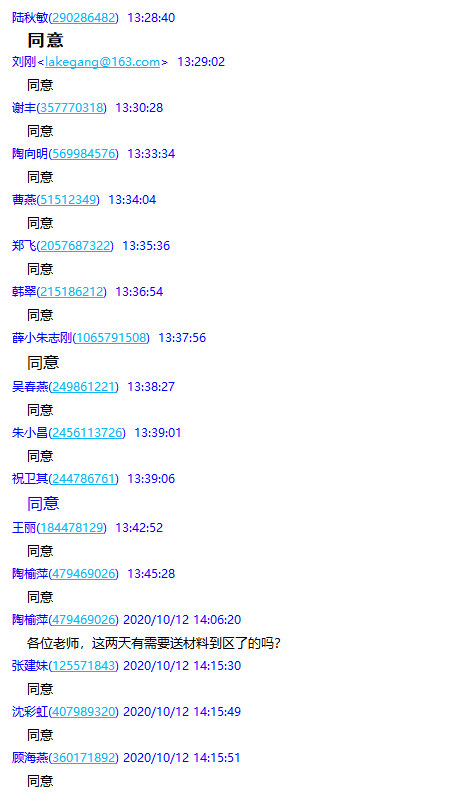 陆秋敏(290286482) 13:28:40
同意
刘刚<lakegang@163.com> 13:29:02
同意
谢丰(357770318) 13:30:28
同意
陶向明(569984576) 13:33:34
同意
曹燕(51512349) 13:34:04
同意
郑飞(2057687322) 13:35:36
同意
韩翠(215186212) 13:36:54
同意
薛小朱志刚(1065791508) 13:37:56
同意
吴春燕(249861221) 13:38:27
同意
朱小昌(2456113726) 13:39:01
同意
祝卫其(244786761) 13:39:06
同意
王丽(184478129) 13:42:52
同意
陶榆萍(479469026) 13:45:28
同意
陶榆萍(479469026) 2020/10/12 14:06:20
各位老师，这两天有需要送材料到区了的吗?
张建妹(125571843) 2020/10/12 14:15:30
同意
沈彩虹(407989320) 2020/10/12 14:15:49
同意
顾海燕(360171892) 2020/10/12 14:15:51
同意